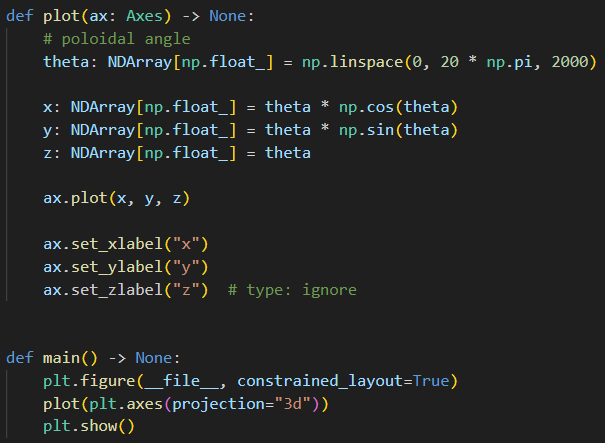 def plot(ax: Axes) -> None:
    # poloidal angle
    theta: NDArray[np.float_] = np.linspace(0, 20 * np.pi, 2000)

    x: NDArray[np.float_] = theta * np.cos(theta)
    y: NDArray[np.float_] = theta * np.sin(theta)
    z: NDArray[np.float_] = theta

    ax.plot(x, y, z)

    ax.set_xlabel("x")
    ax.set_ylabel("y")
    ax.set_zlabel("z")  # type: ignore


def main() -> None:
    plt.figure(__file__, constrained_layout=True)
    plot(plt.axes(projection="3d"))
    plt.show()